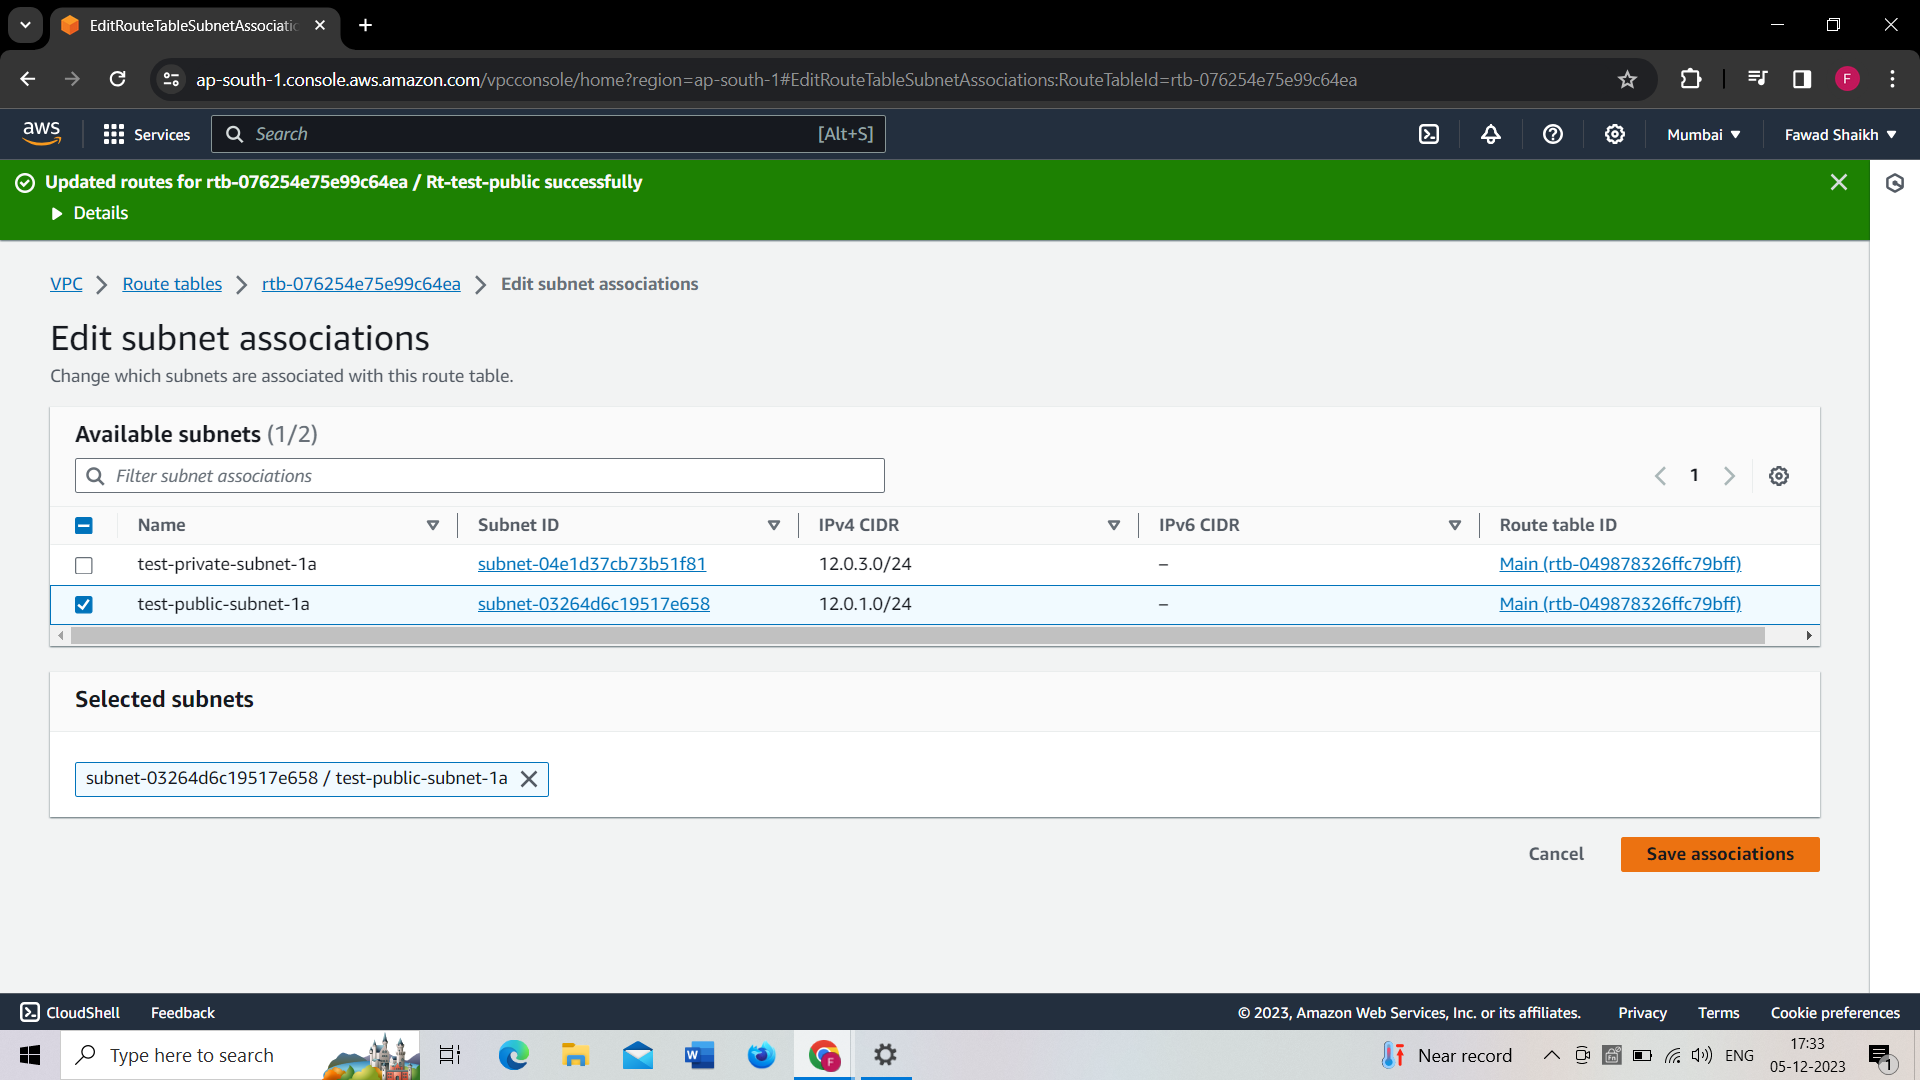 EditRouteTableSubnetAssociatio
ap-south-1.console.aws.amazon.com/vpcconsole/home?region=ap-south-1#EditRouteTableSubnetAssociations:RouteTableId=rtb-076254e75e99c64ea
F
aws
Services
Search
[Alt+S]
Mumbai
Fawad Shaikh
Updated routes for rtb-076254e75e99c64ea / Rt-test-public successfully
Details
VPC
Route tables
rtb-076254e75e99c64ea
Edit subnet associations
Edit subnet associations
Change which subnets are associated with this route table.
Available subnets (1/2)
Filter subnet associations
1
Name
Subnet ID
IPv4 CIDR
IPv6 CIDR
Route table ID
test-private-subnet-1a
subnet-04e1d37cb73b51f81
12.0.3.0/24
–
Main (rtb-049878326ffc79bff)
test-public-subnet-1a
subnet-03264d6c19517e658
12.0.1.0/24
–
Main (rtb-049878326ffc79bff)
Selected subnets
subnet-03264d6c19517e658 / test-public-subnet-1a
Cancel
Save associations
CloudShell
Feedback
© 2023, Amazon Web Services, Inc. or its affiliates.
Privacy
Terms
Cookie preferences
Type here to search
W
F
Near record
ENG
17:33
05-12-2023
1